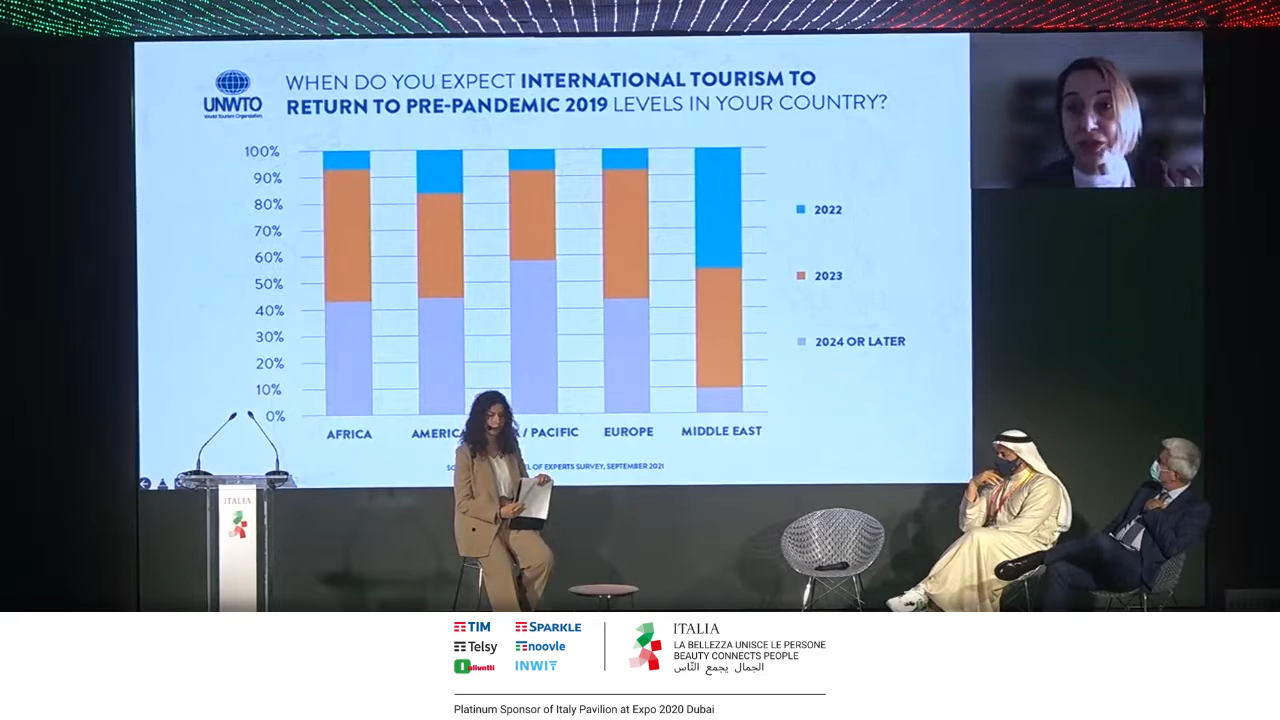 UNWTO
World Tourism Organization
WHEN DO YOU EXPECT INTERNATIONAL TOURISM TO
RETURN TO PRE-PANDEMIC 2019 LEVELS IN YOUR COUNTRY?
100%
90%
80%
70%
60%
50%
40%
30%
20%
10%
0%
2022
2023
2024 OR LATER
AFRICA
AMERICA
/ PACIFIC
EUROPE
MIDDLE EAST
EL OF EXPERTS SURVEY, SEPTEMBER 2021
ITALIA
TIM
SPARKLE
Telsy
noovle
olivetti
INWIT
ITALIA
LA BELLEZZA UNISCE LE PERSONE
BEAUTY CONNECTS PEOPLE
الجمال يجمع الناس
Platinum Sponsor of Italy Pavilion at Expo 2020 Dubai